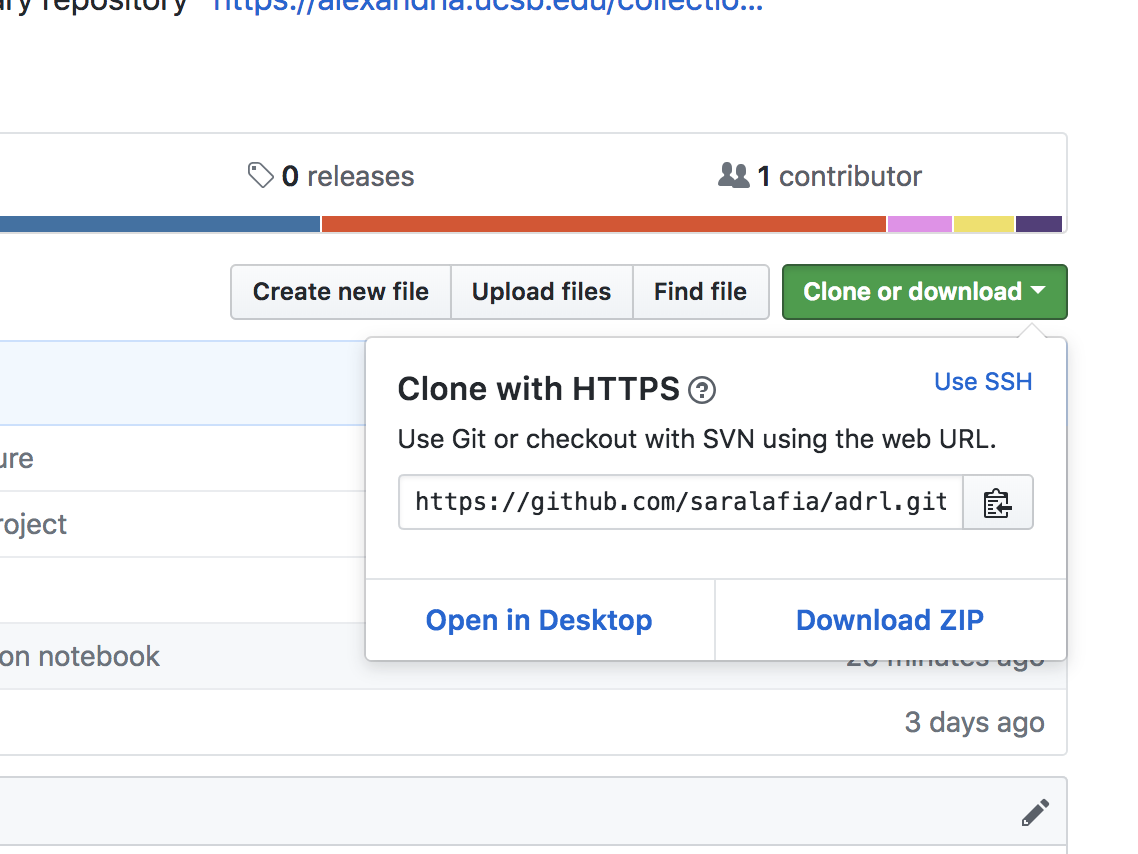 ary repository https://alexandria.ucsb.edu/collectio...
0 releases 1 contributor
Create new file Upload files Find file Clone or download
Clone with HTTPS ? Use SSH
Use Git or checkout with SVN using the web URL.
ure
https://github.com/saralafia/adrl.git
roject
Open in Desktop Download ZIP
on notebook 20 minutes ago
3 days ago